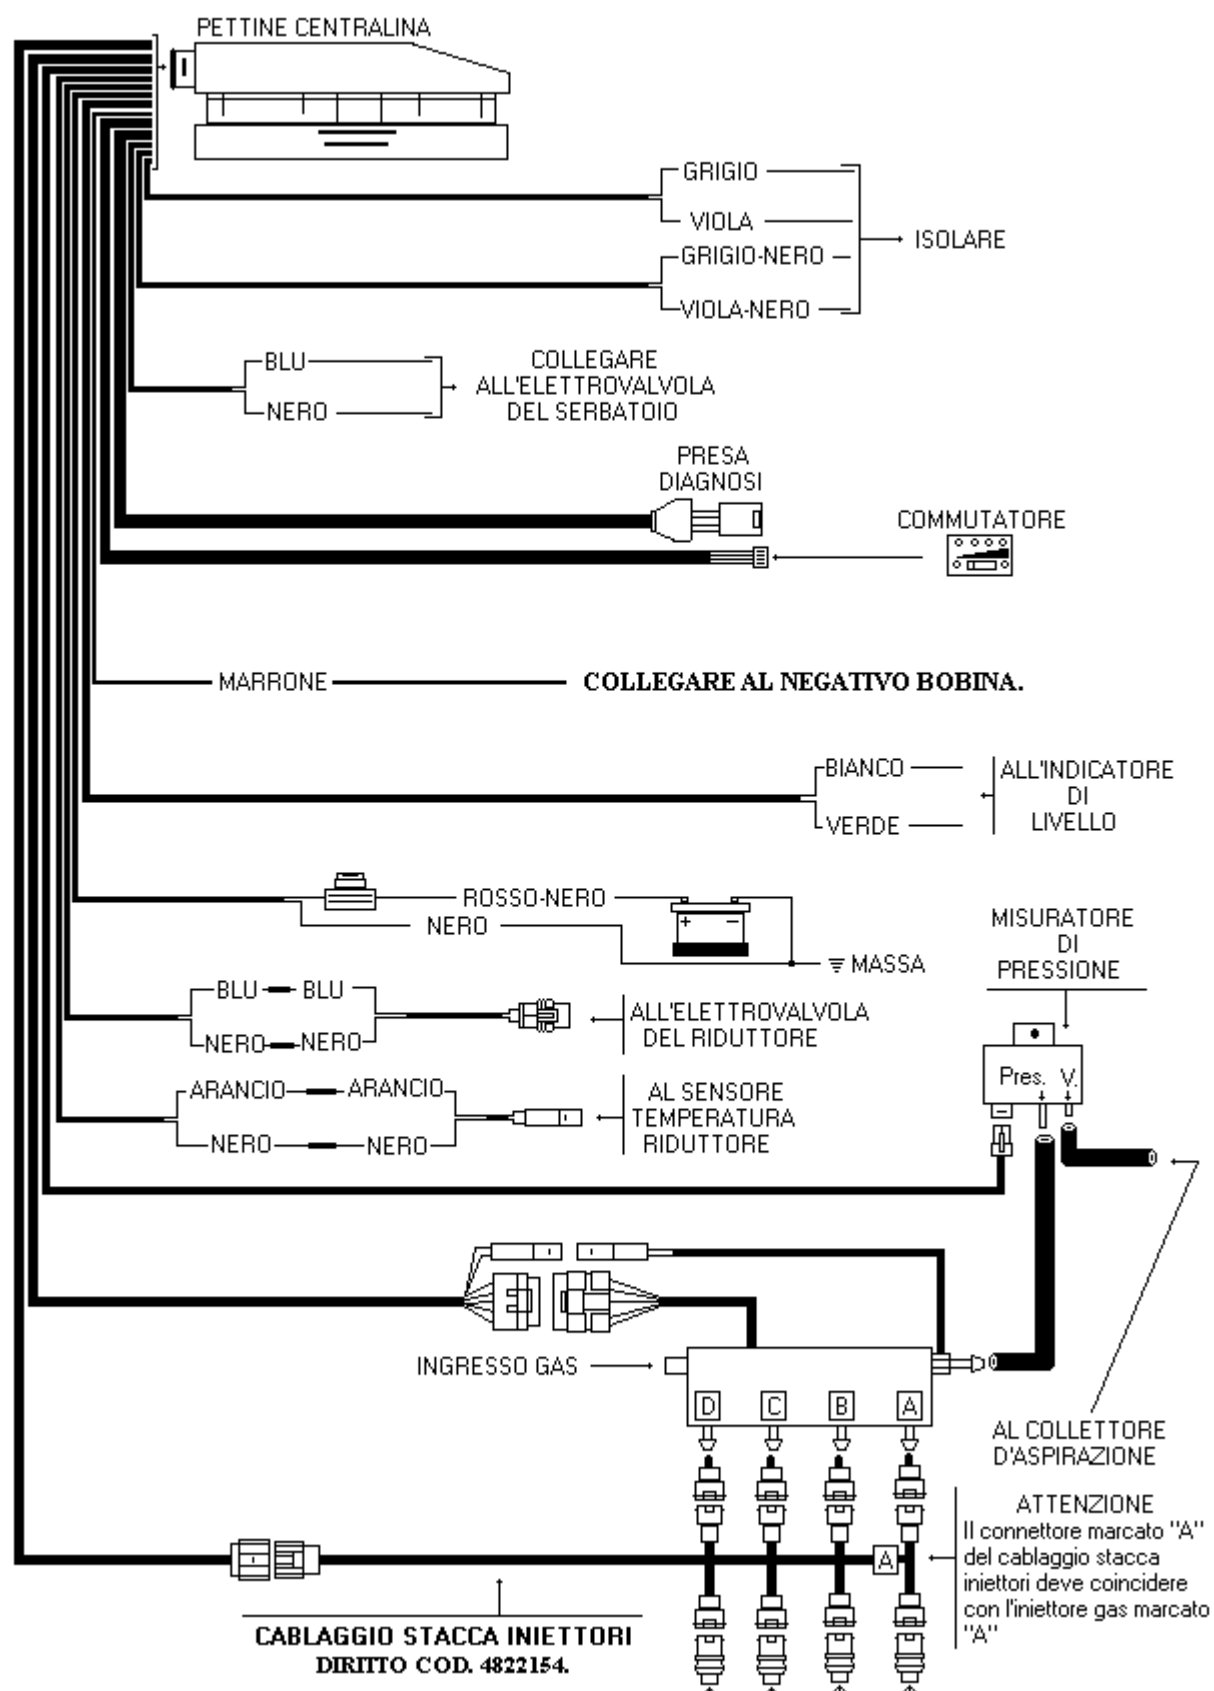 PETTINE CENTRALINA
GRIGIO
VIOLA
ISOLARE
GRIGIO-NERO
VIOLA-NERO
BLU
NERO
COLLEGARE
ALL'ELETTROVALVOLA
DEL SERBATOIO
PRESA
DIAGNOSI
COMMUTATORE
MARRONE
COLLEGARE AL NEGATIVO BOBINA.
BIANCO
VERDE
ALL'INDICATORE
DI
LIVELLO
ROSSO-NERO
NERO
+ −
MASSA
MISURATORE
DI
PRESSIONE
BLU BLU
NERO NERO
ALL'ELETTROVALVOLA
DEL RIDUTTORE
Pres. V.
ARANCIO ARANCIO
NERO NERO
AL SENSORE
TEMPERATURA
RIDUTTORE
INGRESSO GAS
D C B A
AL COLLETTORE
D'ASPIRAZIONE
ATTENZIONE
Il connettore marcato "A"
del cablaggio stacca
iniettori deve coincidere
con l'iniettore gas marcato
"A"
A
CABLAGGIO STACCA INIETTORI
DIRITTO COD. 4822154.